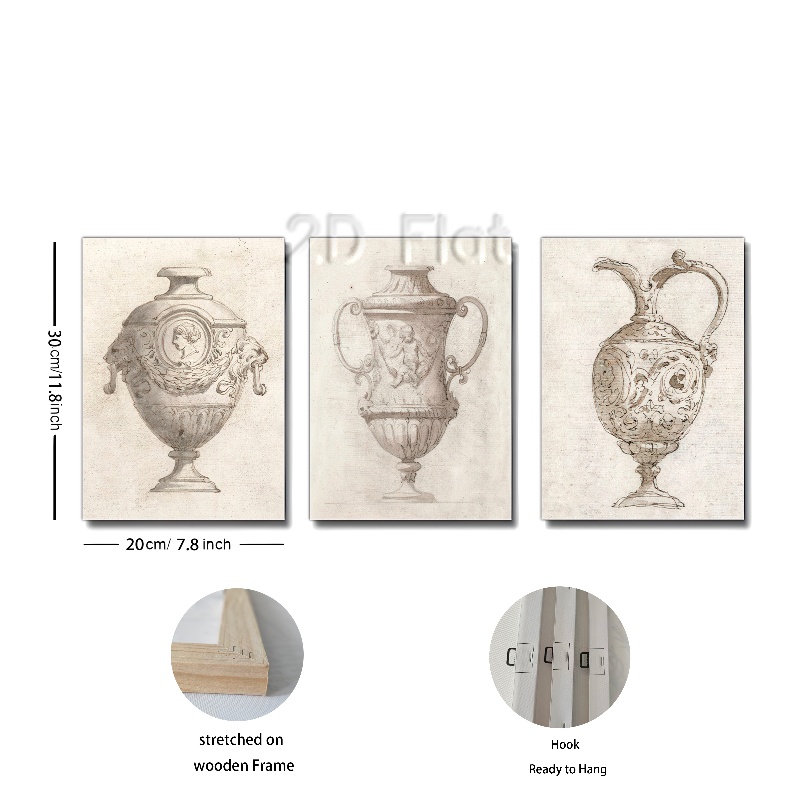 2D Flat
30cm/11.8inch
20cm/ 7.8 inch
stretched on
wooden Frame
Hook
Ready to Hang